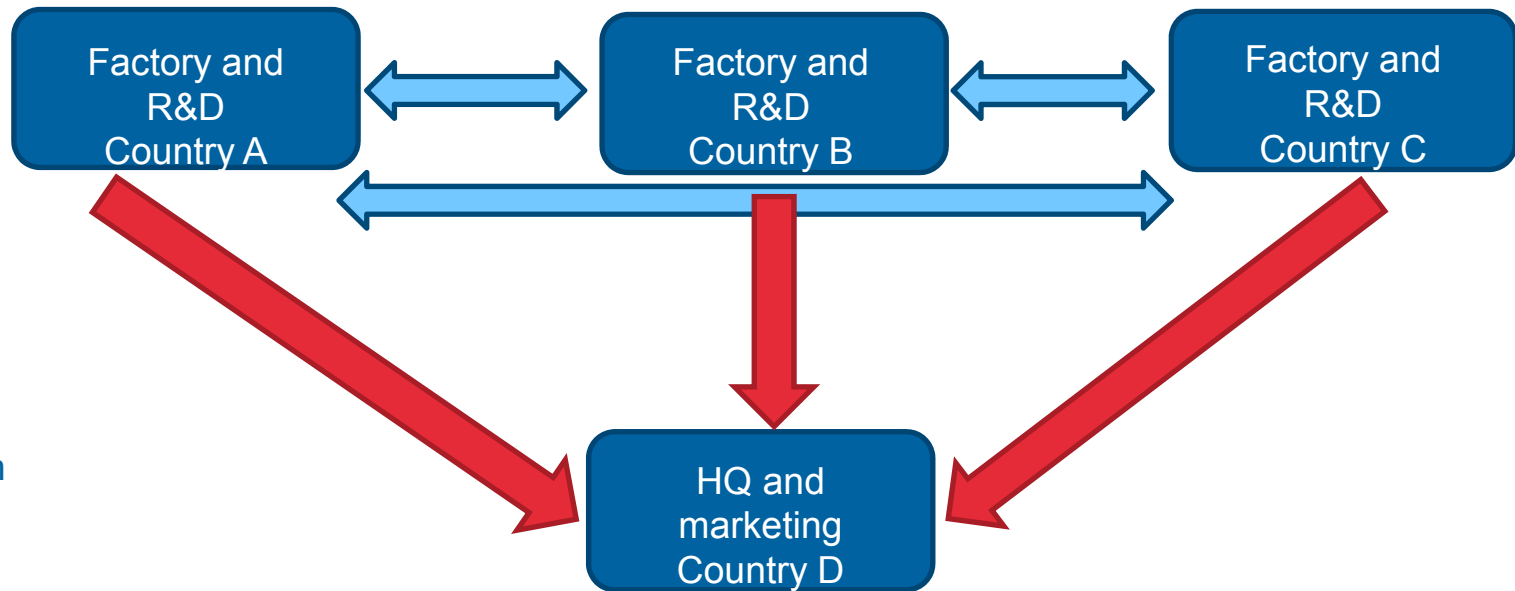 Factory and
R&D
Country A
Factory and
R&D
Country B
Factory and
R&D
Country C
HQ and
marketing
Country D